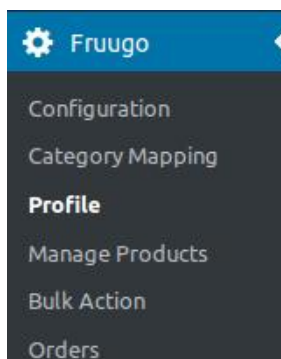 Fruugo
Configuration
Category Mapping
Profile
Manage Products
Bulk Action
Orders